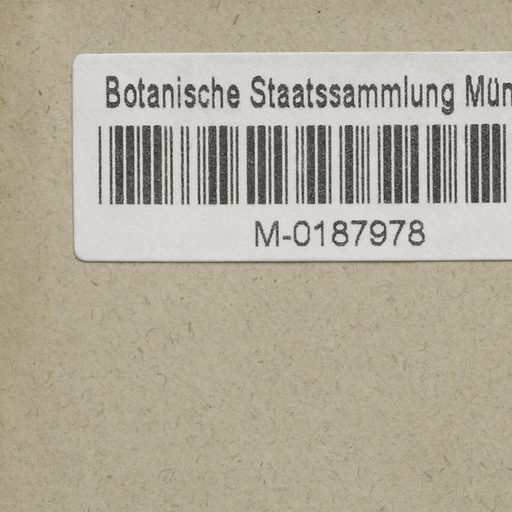 Botanische Staatssammlung Mün
M-0187978